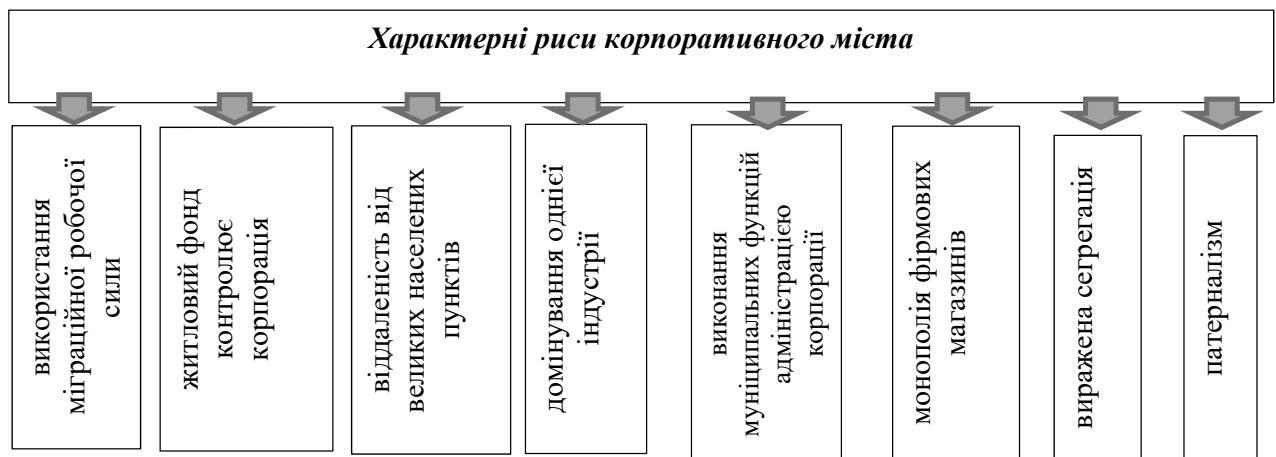 Характерні риси корпоративного міста
використання
міграційної робочої
сили
житловий фонд
контролює
корпорація
віддаленість від
великих населених
пунктів
домінування однієї
індустрії
виконання
муніципальних функцій
адміністрацією
корпорації
монополія фірмових
магазинів
виражена сегрегація
патерналізм